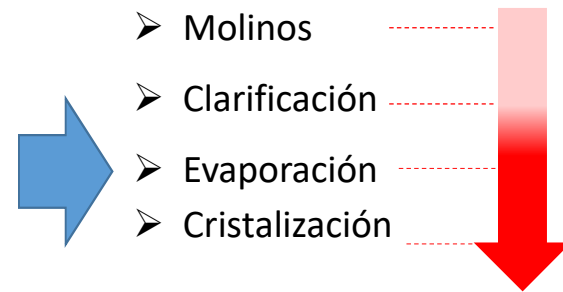 ➢ Molinos
➢ Clarificación
➢ Evaporación
➢ Cristalización